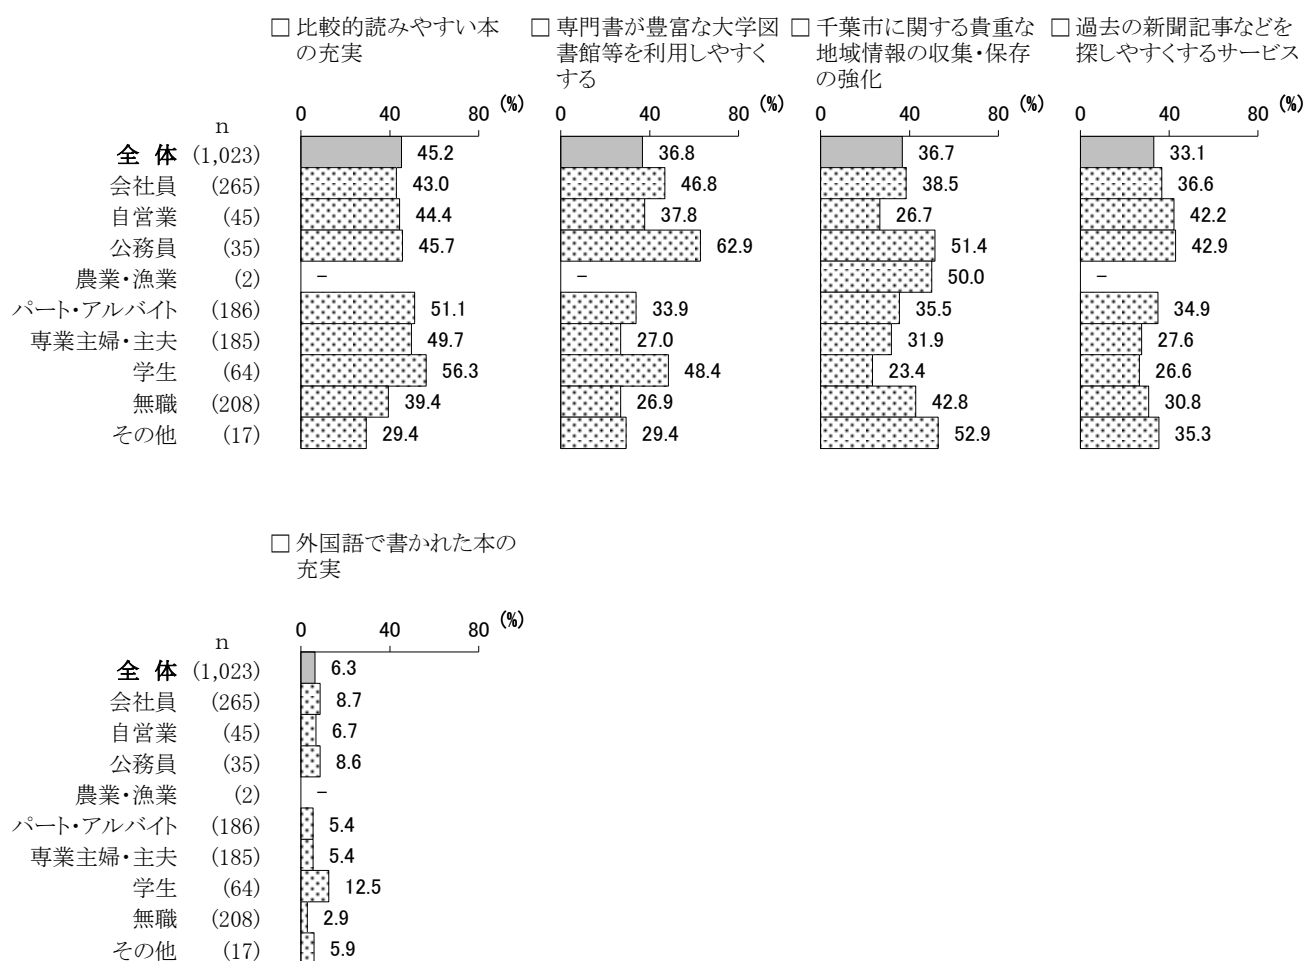 □ 比較的読みやすい本
の充実
□ 専門書が豊富な大学図
書館等を利用しやすく
する
□ 千葉市に関する貴重な
地域情報の収集・保存
の強化
□ 過去の新聞記事などを
探しやすくするサービス
n 0 40 80 (%) 0 40 80 (%) 0 40 80 (%) 0 40 80 (%)
全 体 (1,023) 45.2 36.8 36.7 33.1
会社員 (265) 43.0 46.8 38.5 36.6
自営業 (45) 44.4 37.8 26.7 42.2
公務員 (35) 45.7 62.9 51.4 42.9
農業・漁業 (2) − − 50.0 −
パート・アルバイト (186) 51.1 33.9 35.5 34.9
専業主婦・主夫 (185) 49.7 27.0 31.9 27.6
学生 (64) 56.3 48.4 23.4 26.6
無職 (208) 39.4 26.9 42.8 30.8
その他 (17) 29.4 29.4 52.9 35.3
□ 外国語で書かれた本の
充実
n 0 40 80 (%)
全 体 (1,023) 6.3
会社員 (265) 8.7
自営業 (45) 6.7
公務員 (35) 8.6
農業・漁業 (2) −
パート・アルバイト (186) 5.4
専業主婦・主夫 (185) 5.4
学生 (64) 12.5
無職 (208) 2.9
その他 (17) 5.9